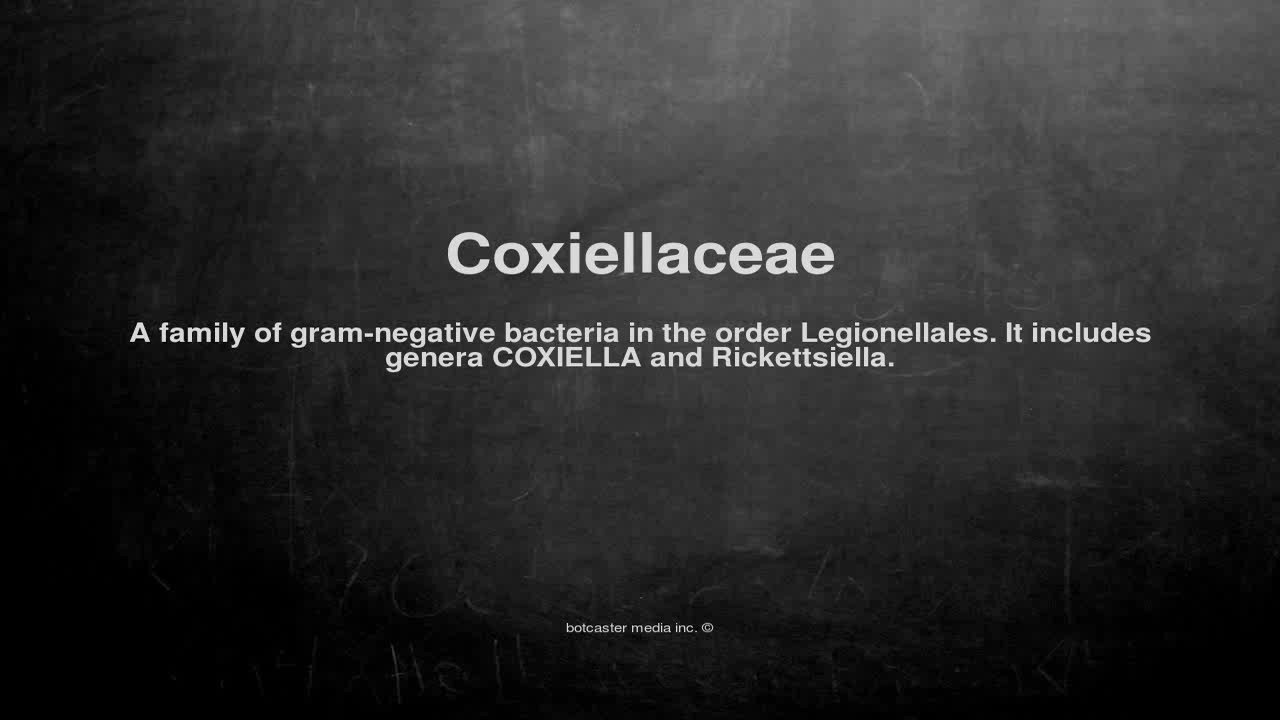 Coxiellaceae
A family of gram-negative bacteria in the order Legionellales. It includes
genera COXIELLA and Rickettsiella.
botcaster media inc. ©